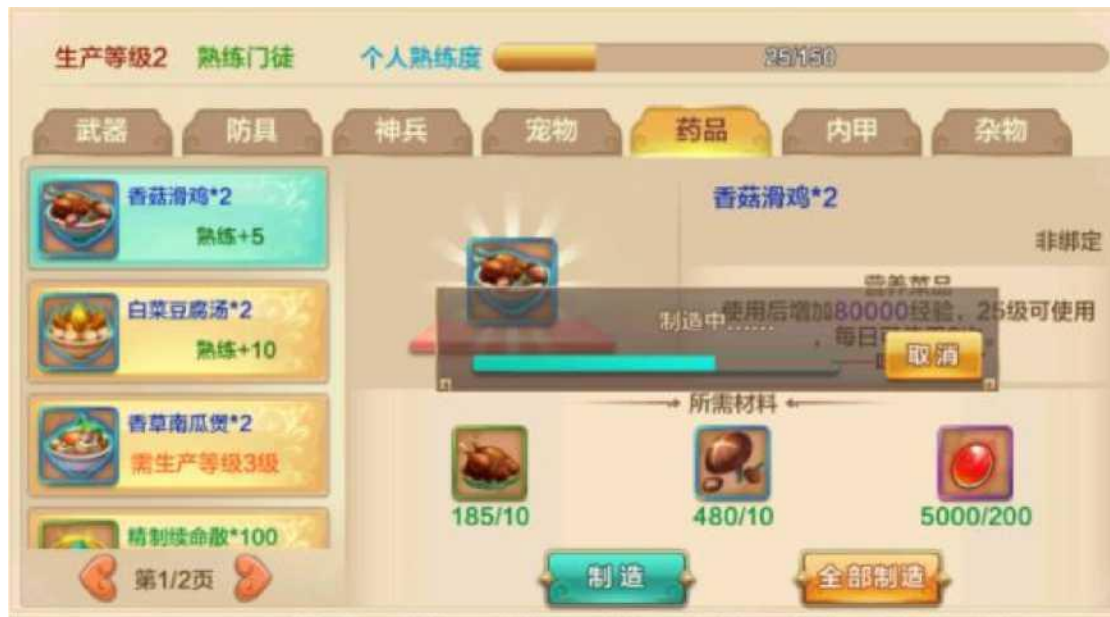 生产等级2 熟练门徒 个人熟练度 25/150
武器 防具 神兵 宠物 药品 内甲 杂物
香菇滑鸡*2
熟练+5
白菜豆腐汤*2
熟练+10
香草南瓜煲*2
需生产等级3级
精制续命散*100
第1/2页
香菇滑鸡*2
非绑定
营养菜品
使用后增加80000经验，25级可使用
，每日
制造中......
取消
所需材料
185/10 480/10 5000/200
制造 全部制造